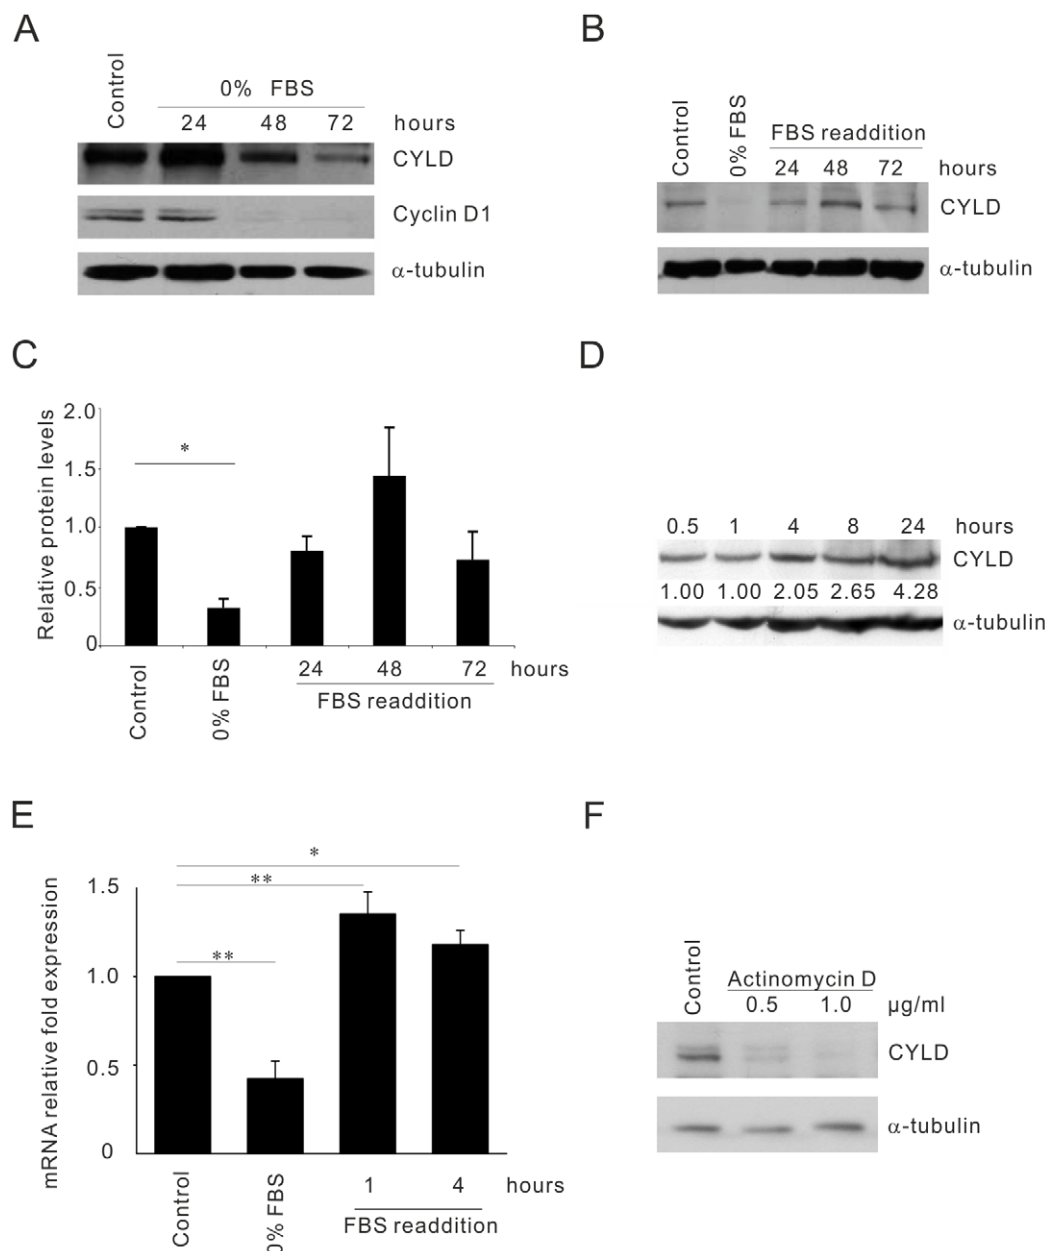 A
Control
0% FBS
24 48 72 hours
CYLD
Cyclin D1
α-tubulin
B
Control
0% FBS
FBS readdition
24 48 72 hours
CYLD
α-tubulin
C
Relative protein levels
2.0
1.5
1.0
0.5
0
*
Control
0% FBS
24 48 72 hours
FBS readdition
D
0.5 1 4 8 24 hours
CYLD
1.00 1.00 2.05 2.65 4.28
α-tubulin
E
mRNA relative fold expression
1.5
1.0
0.5
0
*
**
**
Control
0% FBS
1 4 hours
FBS readdition
F
Control
Actinomycin D
0.5 1.0 μg/ml
CYLD
α-tubulin